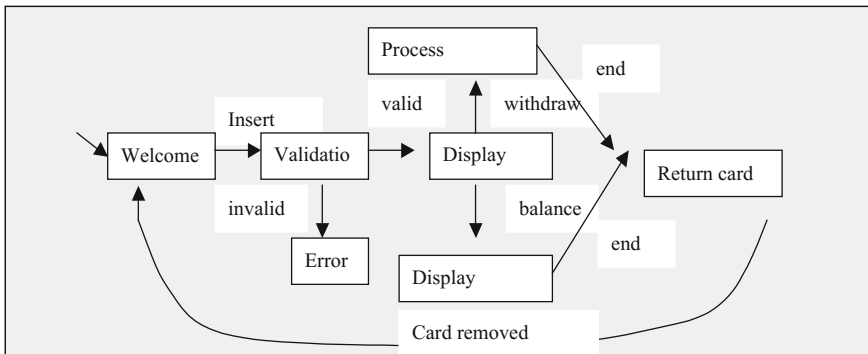 Process
end
valid
withdraw
Insert
Welcome
Validatio
Display
Return card
invalid
balance
Error
end
Display
Card removed